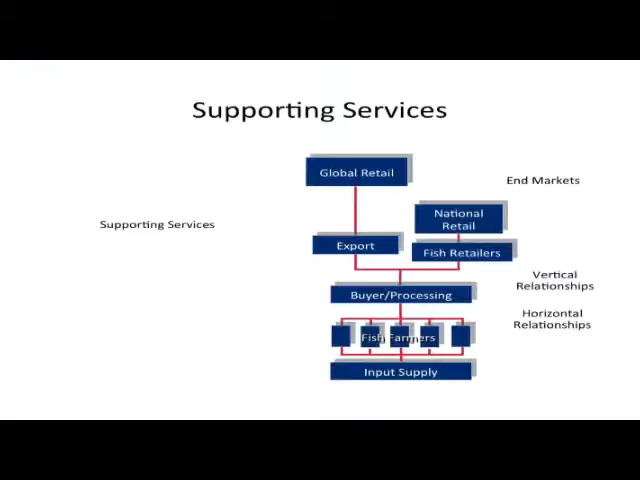 Supporting Services
Global Retail
End Markets
National
Retail
Supporting Services
Export
Fish Retailers
Vertical
Relationships
Buyer/Processing
Horizontal
Relationships
Fish Farmers
Input Supply